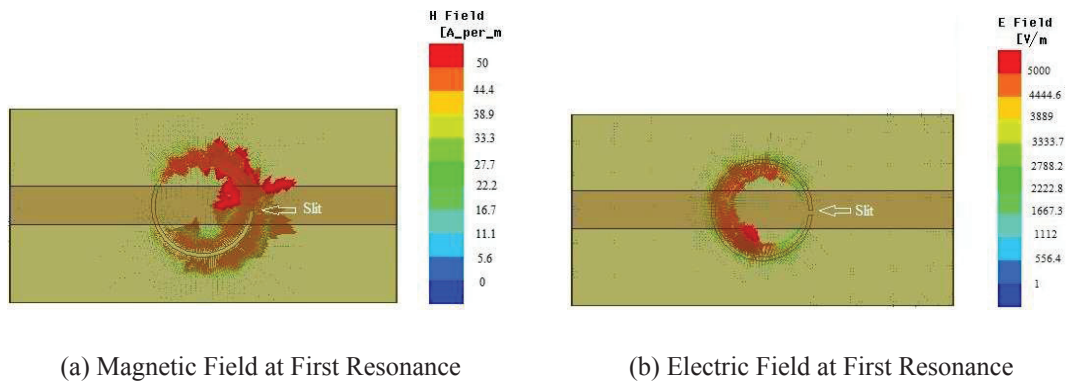 H Field
[A_per_m
50
44.4
38.9
33.3
27.7
22.2
16.7
11.1
5.6
0
Slit
(a) Magnetic Field at First Resonance
E Field
[V/m
5000
4444.6
3889
3333.7
2788.2
2222.8
1667.3
1112
556.4
1
Slit
(b) Electric Field at First Resonance